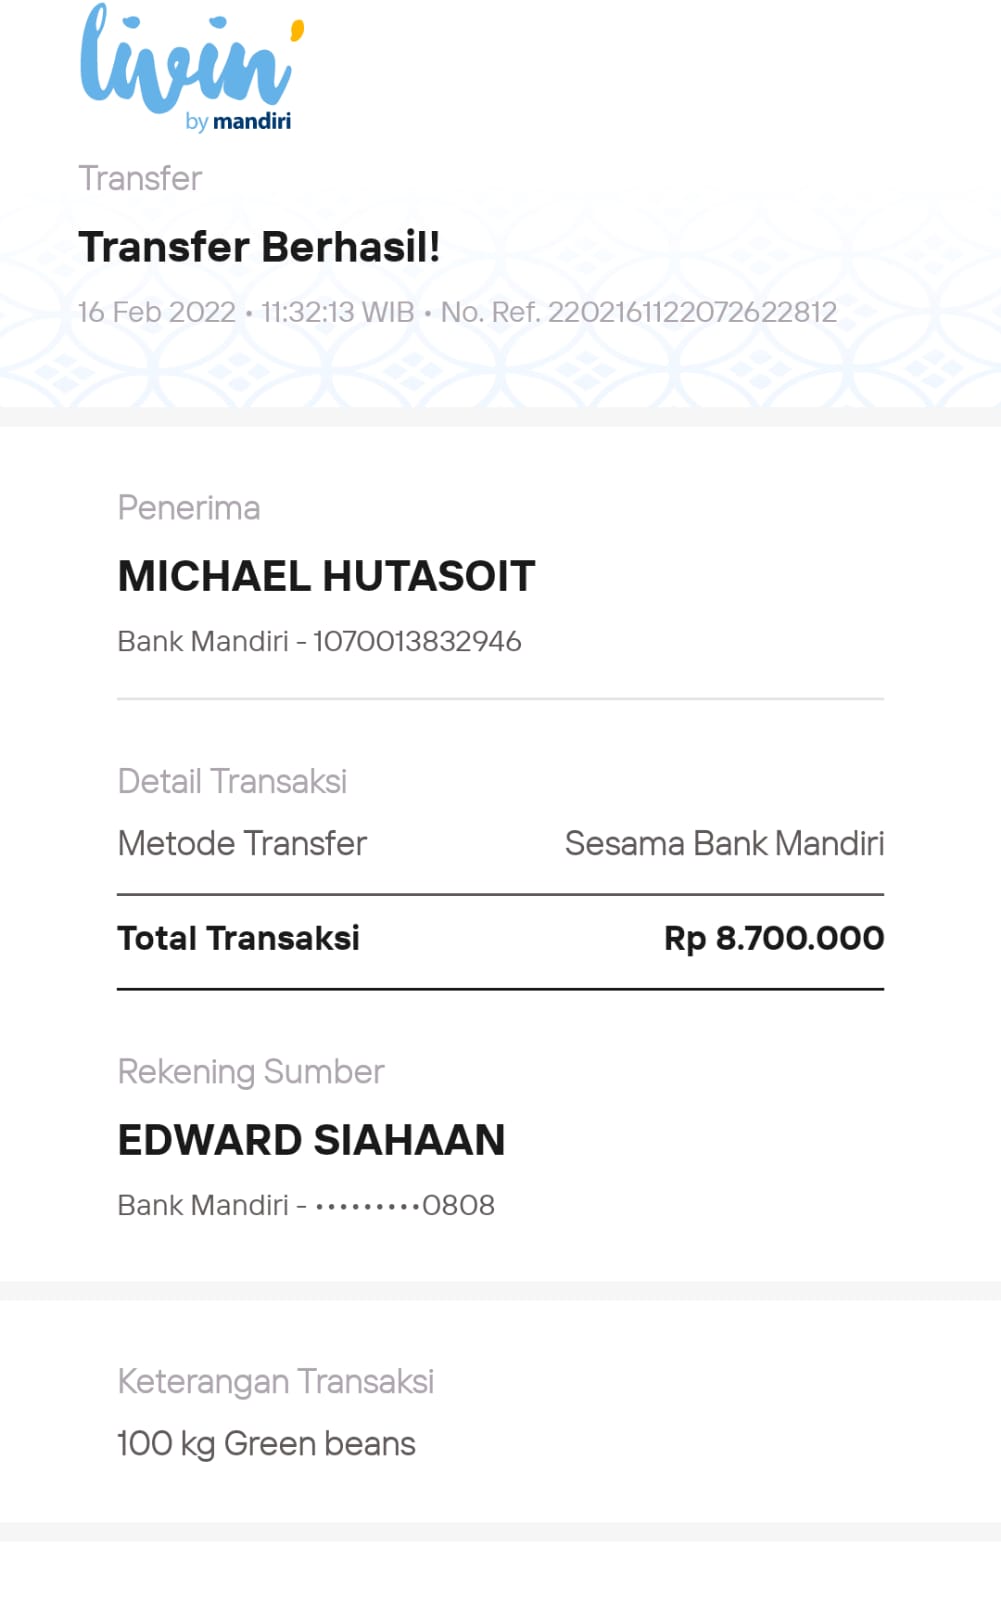 livin'
by mandiri
Transfer
Transfer Berhasil!
16 Feb 2022 • 11:32:13 WIB • No. Ref. 2202161122072622812
Penerima
MICHAEL HUTASOIT
Bank Mandiri - 1070013832946
Detail Transaksi
Metode Transfer Sesama Bank Mandiri
Total Transaksi Rp 8.700.000
Rekening Sumber
EDWARD SIAHAAN
Bank Mandiri - •••••••••0808
Keterangan Transaksi
100 kg Green beans